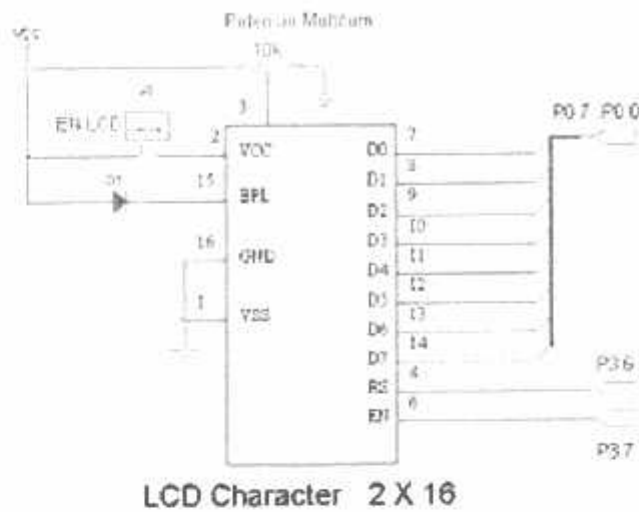 VCC
10K
3
P0 7 P0 0
EN LCD
2
VCC
D0
7
D1
8
15
BPL
D2
9
D3
10
16
GND
D4
11
D5
12
1
VSS
D6
13
D7
14
RS
4
P3 6
EN
6
P3 7
LCD Character 2 X 16